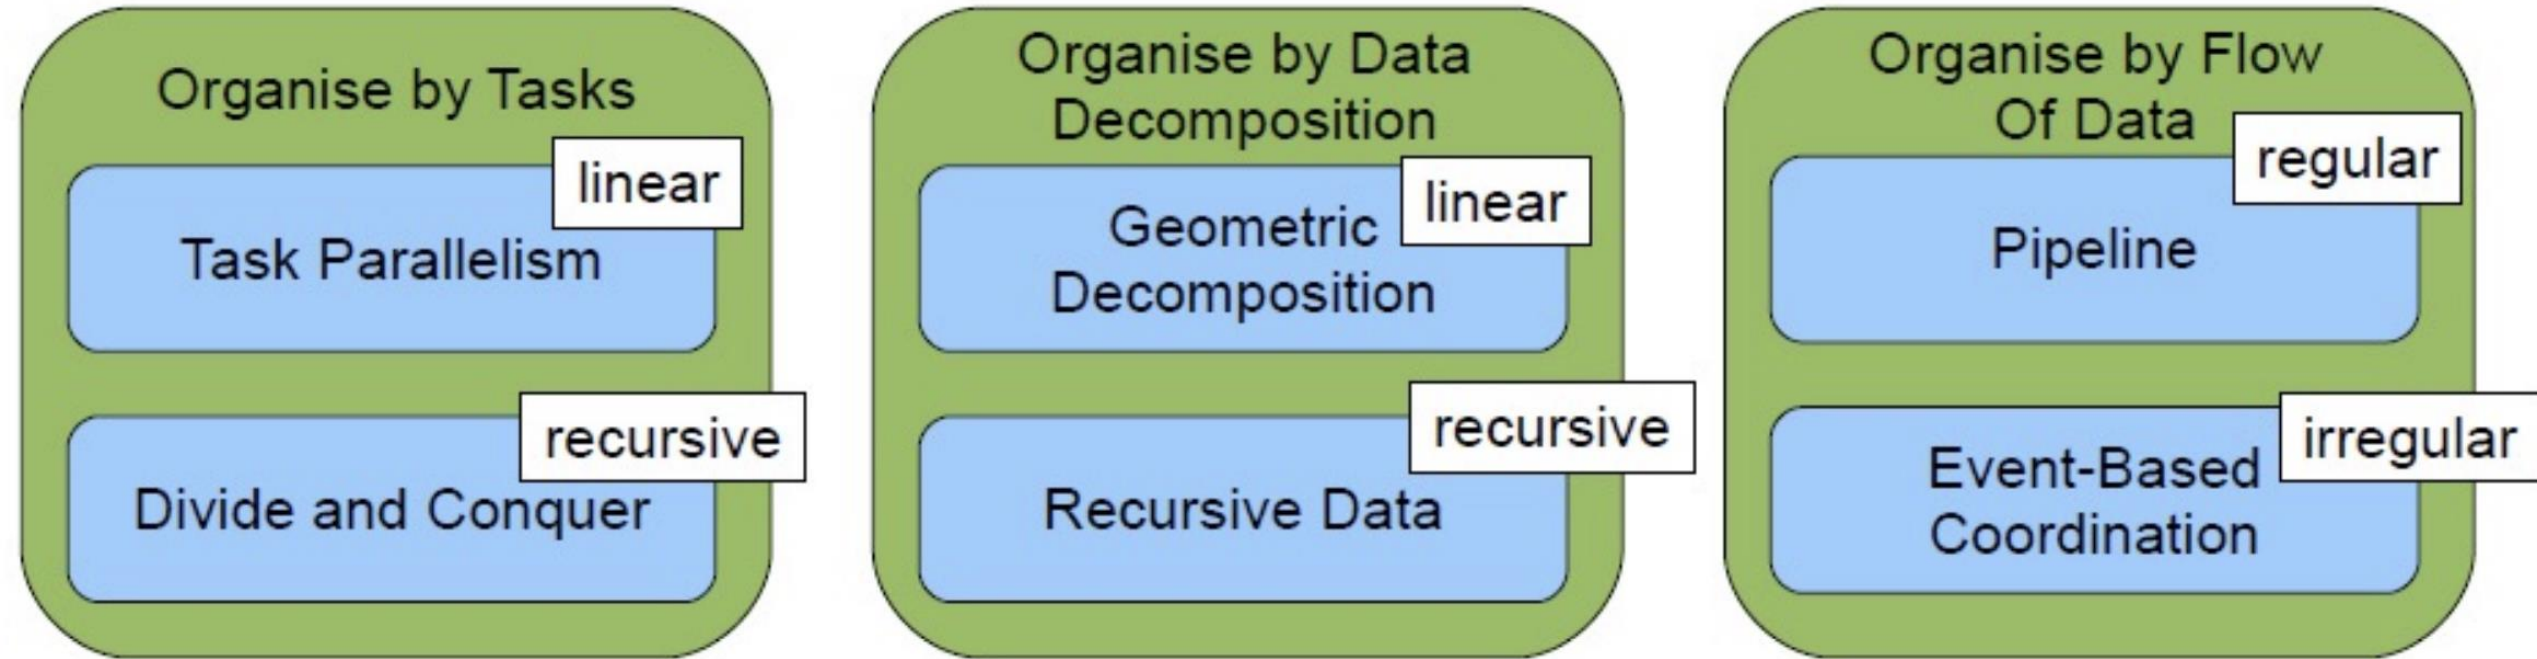 Organise by Tasks
linear
Task Parallelism
recursive
Divide and Conquer
Organise by Data
Decomposition
linear
Geometric
Decomposition
recursive
Recursive Data
Organise by Flow
Of Data
regular
Pipeline
irregular
Event-Based
Coordination